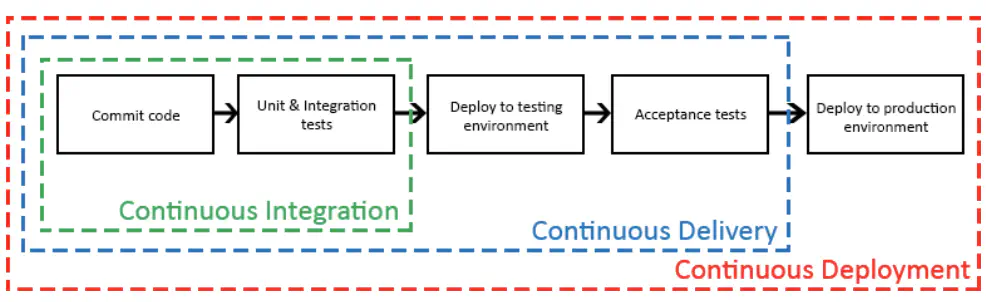 Commit code
Unit & Integration
tests
Deploy to testing
environment
Acceptance tests
Deploy to production
environment
Continuous Integration
Continuous Delivery
Continuous Deployment